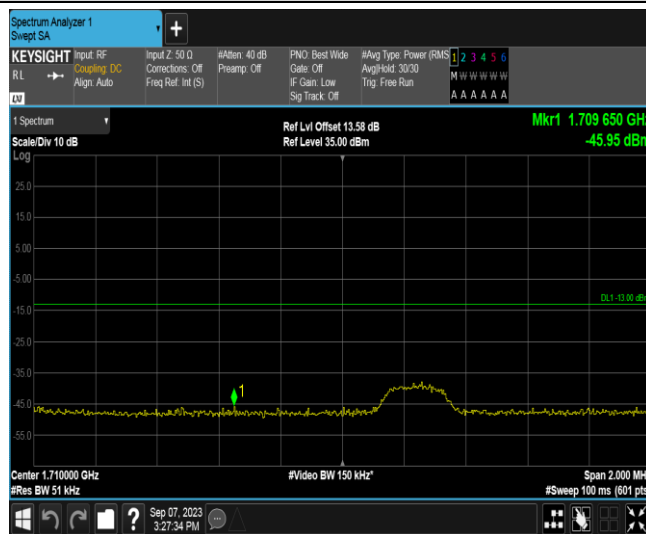 Spectrum Analyzer 1
Swept SA
+
KEYSIGHT Input: RF Input Z: 50 Ω #Atten: 40 dB PNO: Best Wide #Avg Type: Power (RMS 1 2 3 4 5 6
RL Coupling: DC Corrections: Off Preamp: Off Gate: Off Avg|Hold: 30/30 M W W W W W
Align: Auto Freq Ref: Int (S) IF Gain: Low Trig: Free Run
LXI Sig Track: Off A A A A A A
1 Spectrum Ref Lvl Offset 13.58 dB Mkr1 1.709 650 GHz
Scale/Div 10 dB Ref Level 35.00 dBm -45.95 dBm
Log
25.0
15.0
5.00
-5.00
DL1 -13.00 dBm
-15.0
-25.0
-35.0
1
-45.0
-55.0
Center 1.710000 GHz #Video BW 150 kHz* Span 2.000 MH
#Res BW 51 kHz #Sweep 100 ms (601 pts
? Sep 07, 2023
3:27:34 PM